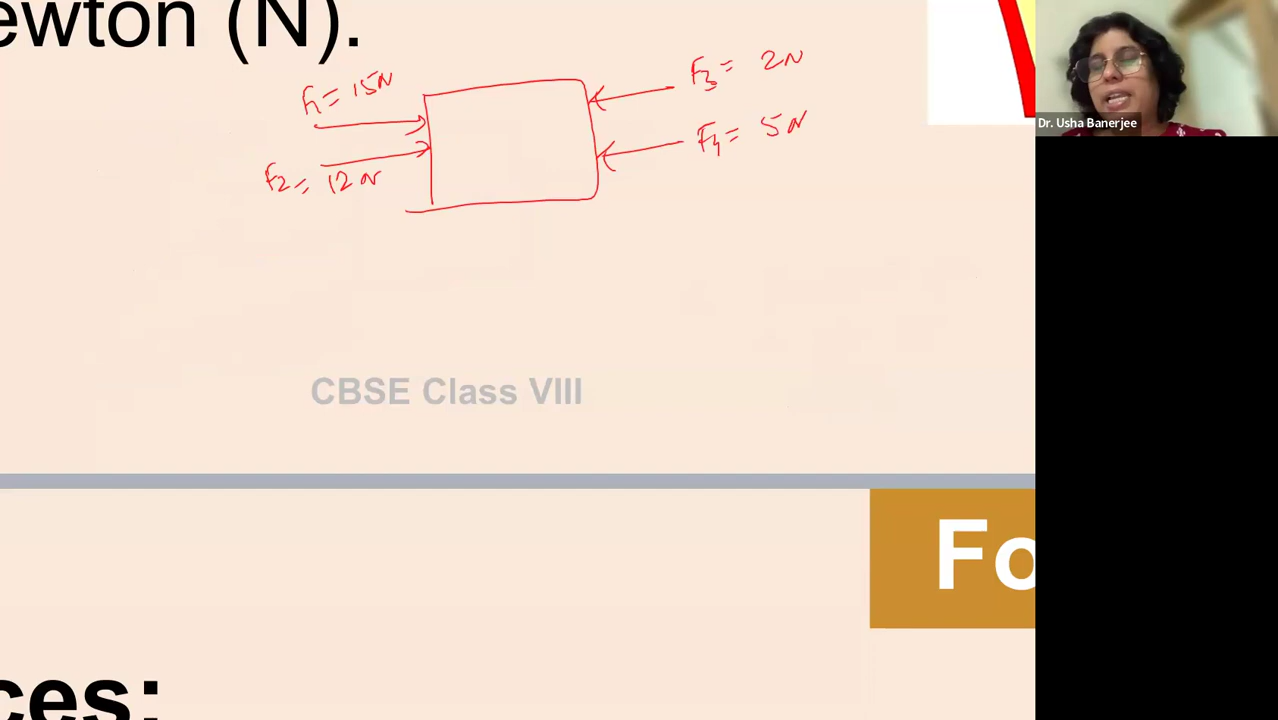 ewton (N).
F1 = 15N
F2 = 12N
F3 = 2N
F4 = 5N
Dr. Usha Banerjee
CBSE Class VIII
Fo
ces: